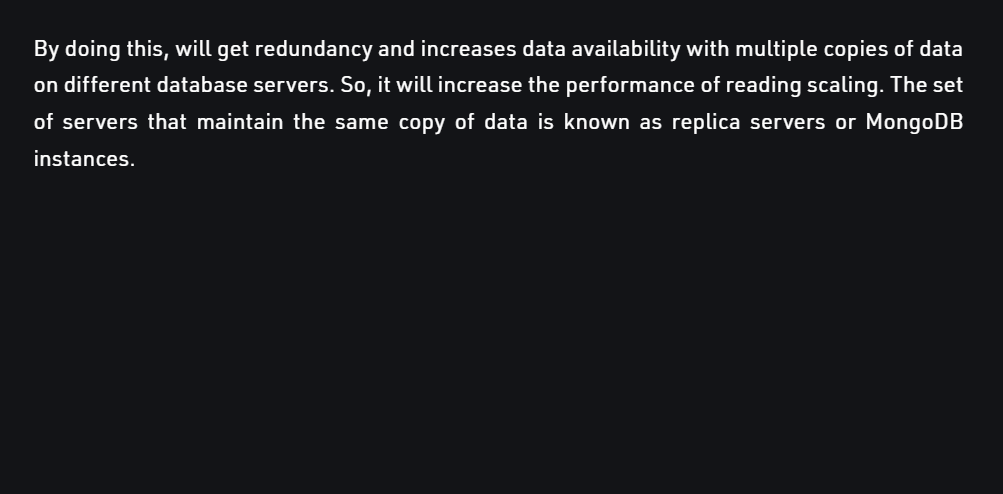 By doing this, will get redundancy and increases data availability with multiple copies of data
on different database servers. So, it will increase the performance of reading scaling. The set
of servers that maintain the same copy of data is known as replica servers or MongoDB
instances.